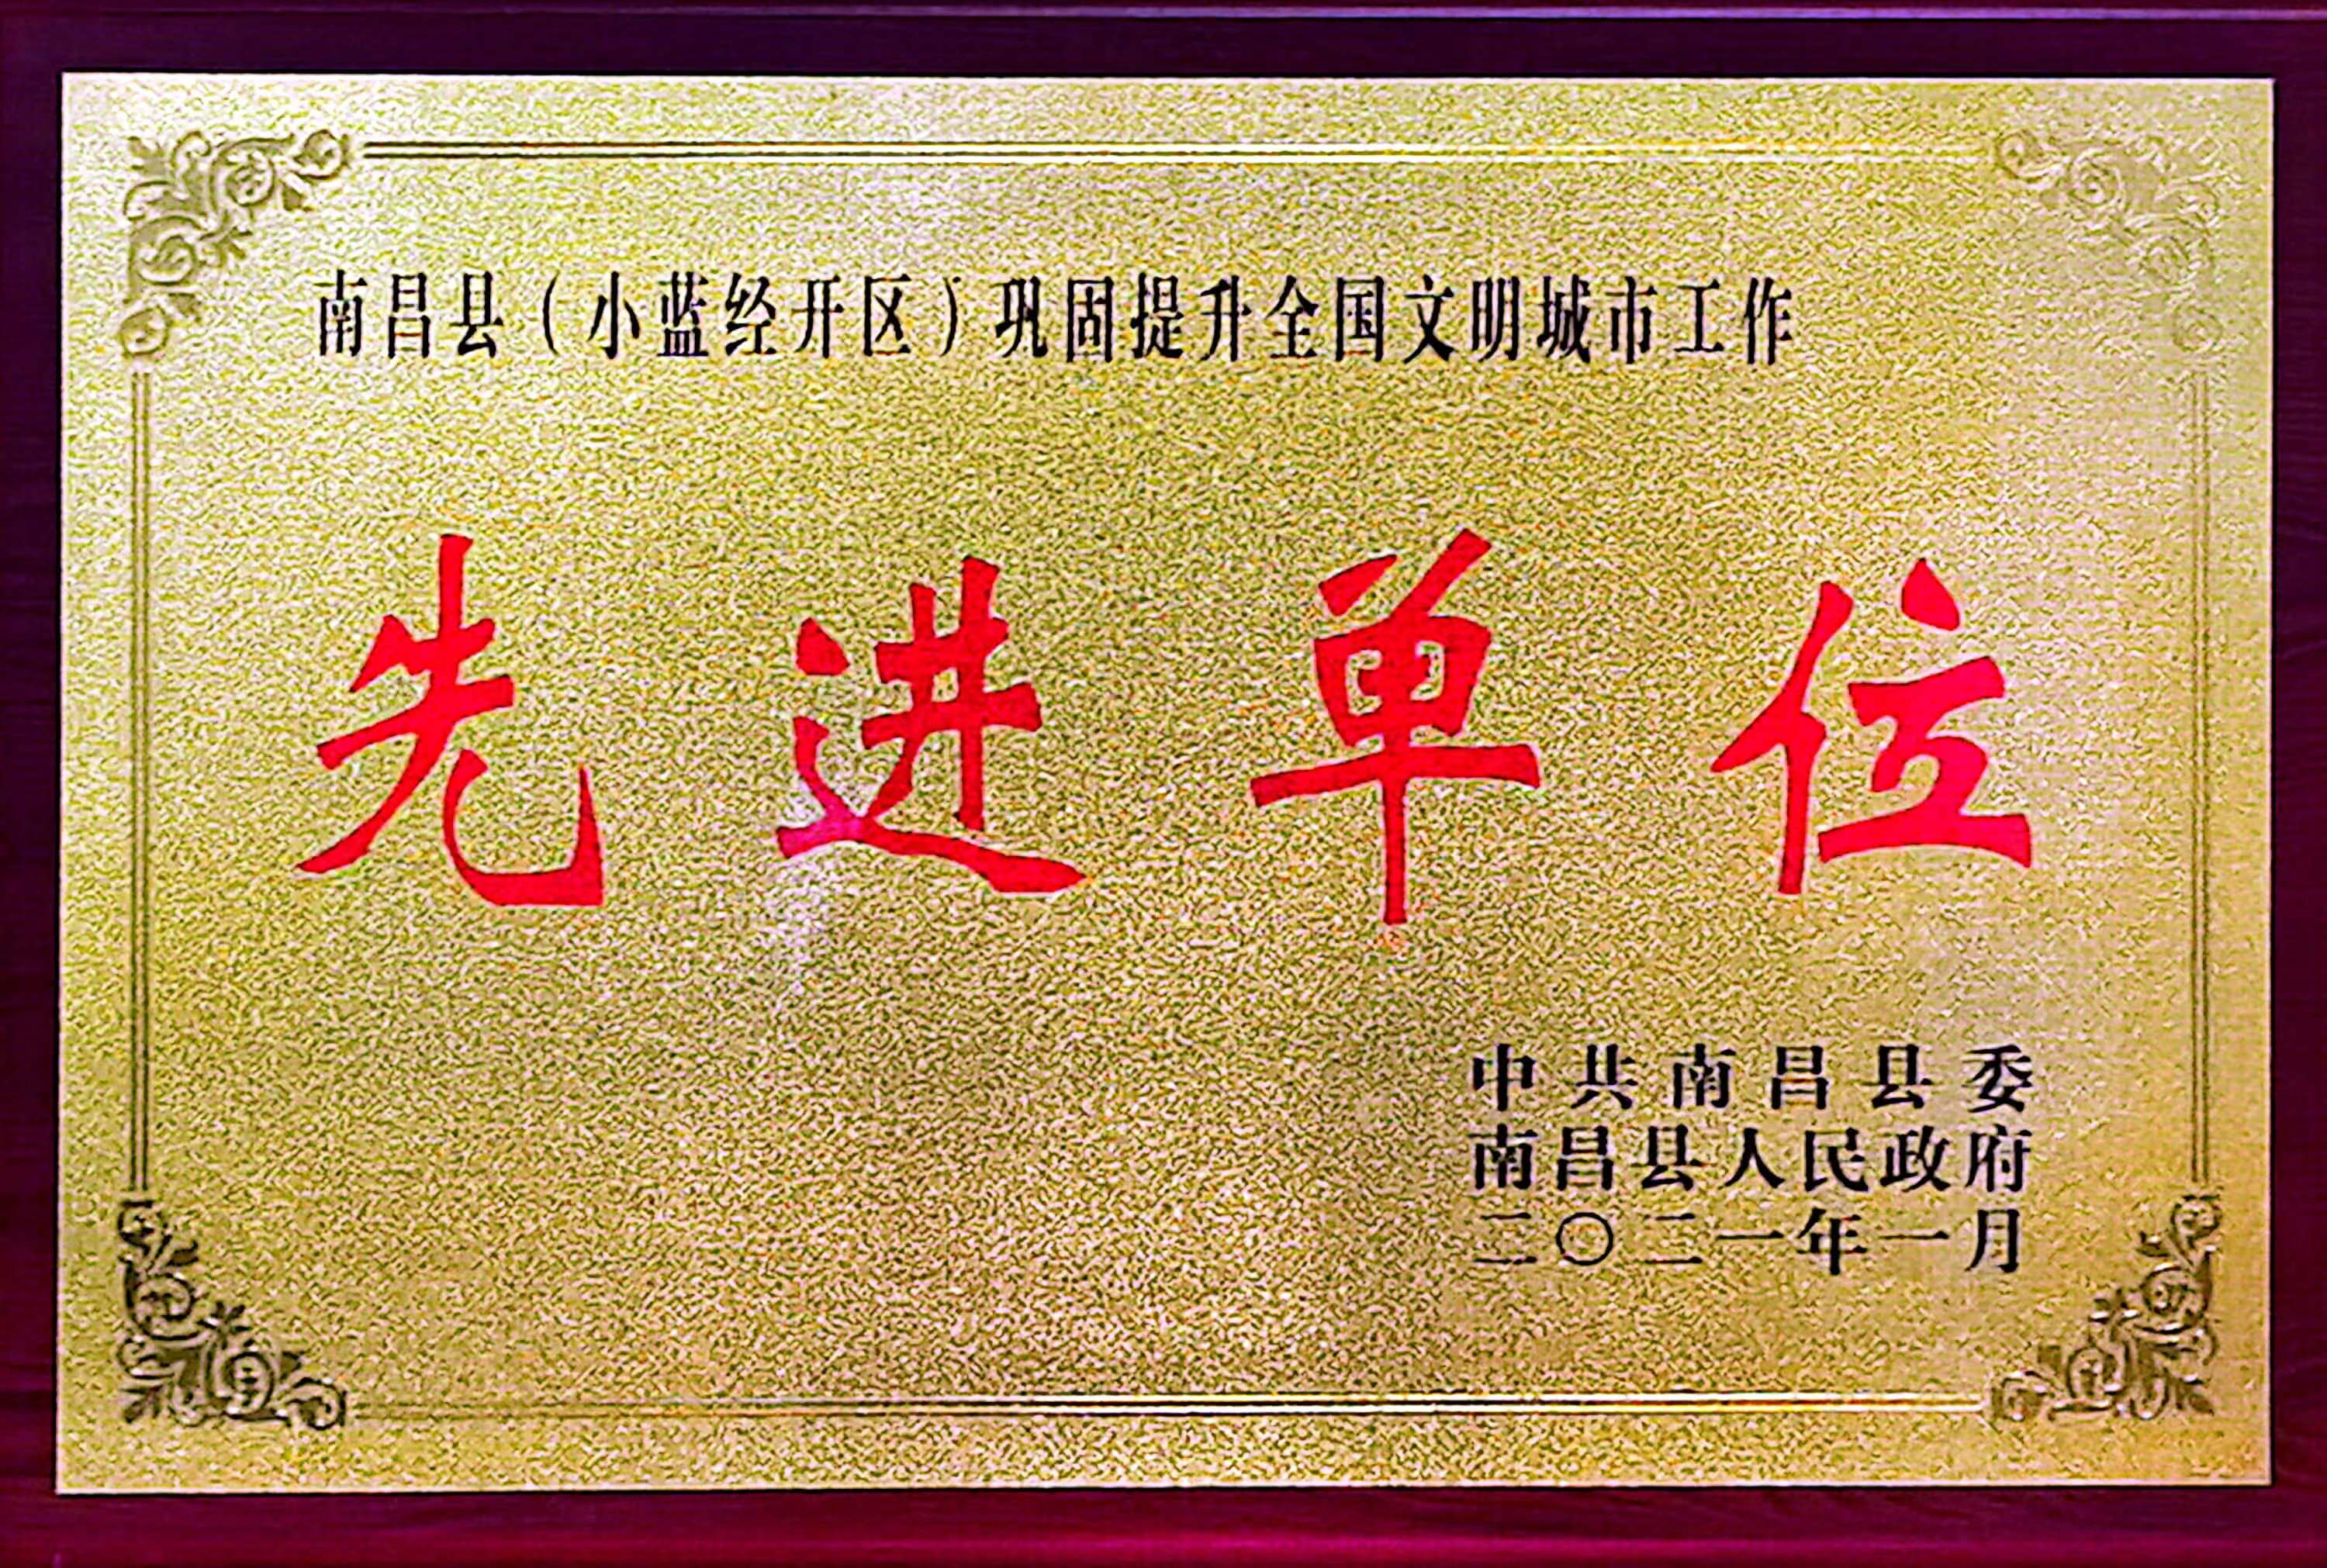 南昌县（小蓝经开区）巩固提升全国文明城市工作
先进单位
中共南昌县委
南昌县人民政府
二〇二一年一月